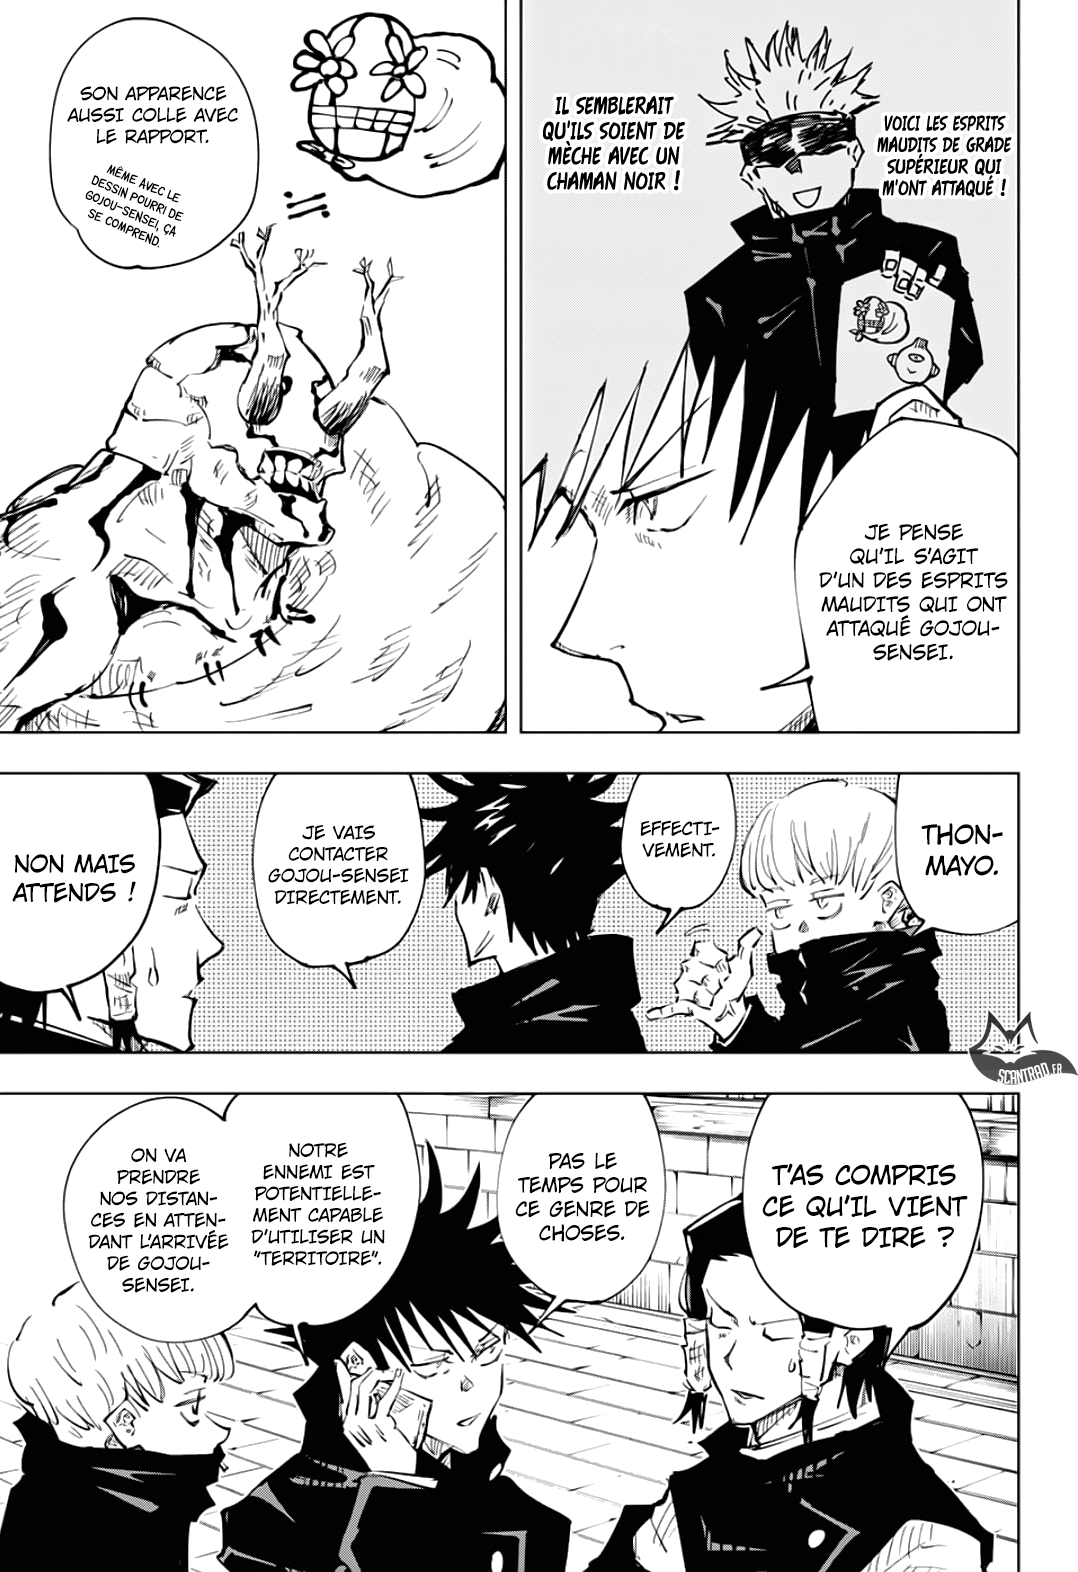 VOICI LES ESPRITS
MAUDITS DE GRADE
SUPÉRIEUR QUI
M'ONT ATTAQUÉ !
IL SEMBLERAIT
QU'ILS SOIENT DE
MÈCHE AVEC UN
CHAMAN NOIR !
JE PENSE
QU'IL S'AGIT
D'UN DES ESPRITS
MAUDITS QUI ONT
ATTAQUÉ GOJOU-
SENSEI.
SON APPARENCE
AUSSI COLLE AVEC
LE RAPPORT.
MÊME AVEC LE
DESSIN POURRI DE
GOJOU-SENSEI, ÇA
SE COMPREND.
THON-
MAYO.
EFFECTI-
VEMENT.
JE VAIS
CONTACTER
GOJOU-SENSEI
DIRECTEMENT.
NON MAIS
ATTENDS !
SCANTRAD.FR
T'AS COMPRIS
CE QU'IL VIENT
DE TE DIRE ?
PAS LE
TEMPS POUR
CE GENRE DE
CHOSES.
NOTRE
ENNEMI EST
POTENTIELLE-
MENT CAPABLE
D'UTILISER UN
"TERRITOIRE".
ON VA
PRENDRE
NOS DISTAN-
CES EN ATTEN-
DANT L'ARRIVÉE
DE GOJOU-
SENSEI.